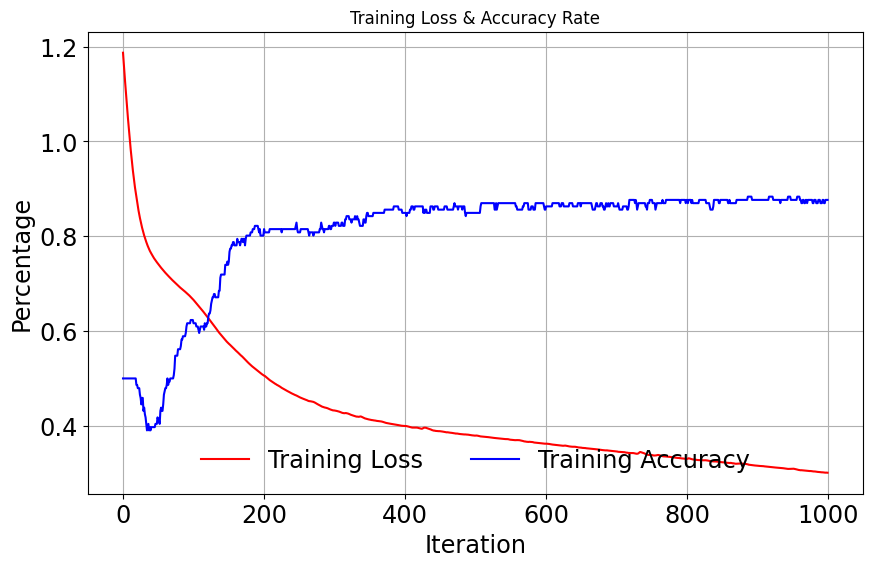 Training Loss & Accuracy Rate
Percentage
1.2
1.0
0.8
0.6
0.4
Training Loss
Training Accuracy
0 200 400 600 800 1000
Iteration